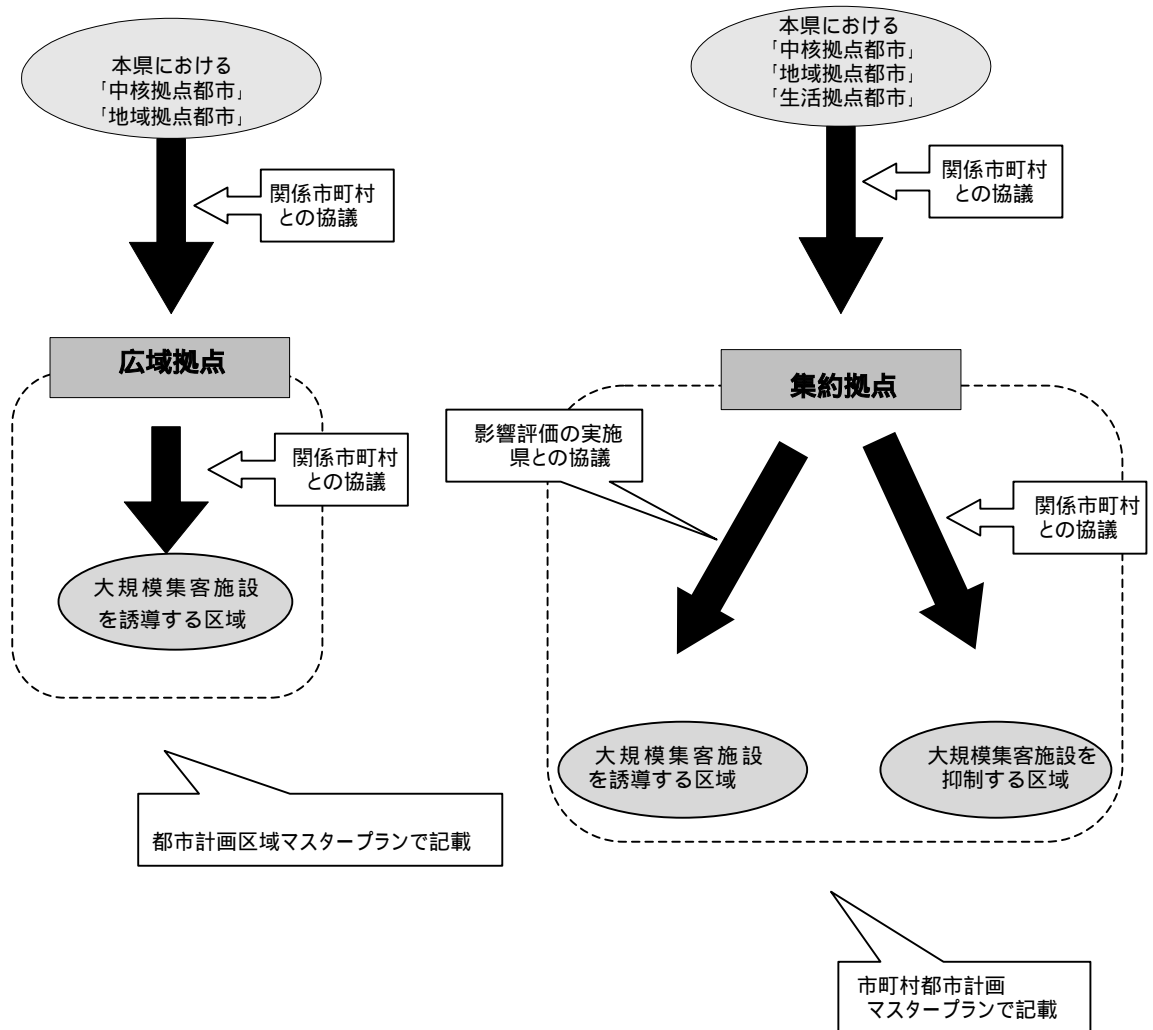 本県における
「中核拠点都市」
「地域拠点都市」
関係市町村
との協議
広域拠点
関係市町村
との協議
大規模集客施設
を誘導する区域
都市計画区域マスタープランで記載
本県における
「中核拠点都市」
「地域拠点都市」
「生活拠点都市」
関係市町村
との協議
集約拠点
影響評価の実施
県との協議
関係市町村
との協議
大規模集客施設
を誘導する区域
大規模集客施設を
抑制する区域
市町村都市計画
マスタープランで記載